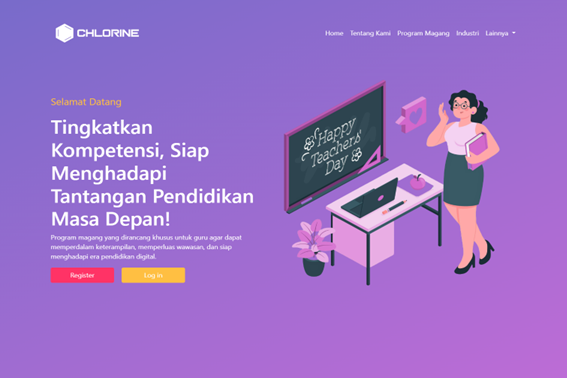 CHLORINE
Home Tentang Kami Program Magang Industri Lainnya
Selamat Datang
Tingkatkan
Kompetensi, Siap
Menghadapi
Tantangan Pendidikan
Masa Depan!
Program magang yang dirancang khusus untuk guru agar dapat
memperdalam keterampilan, memperluas wawasan, dan siap
menghadapi era pendidikan digital.
Register Log in
Happy
Teachers'
Day